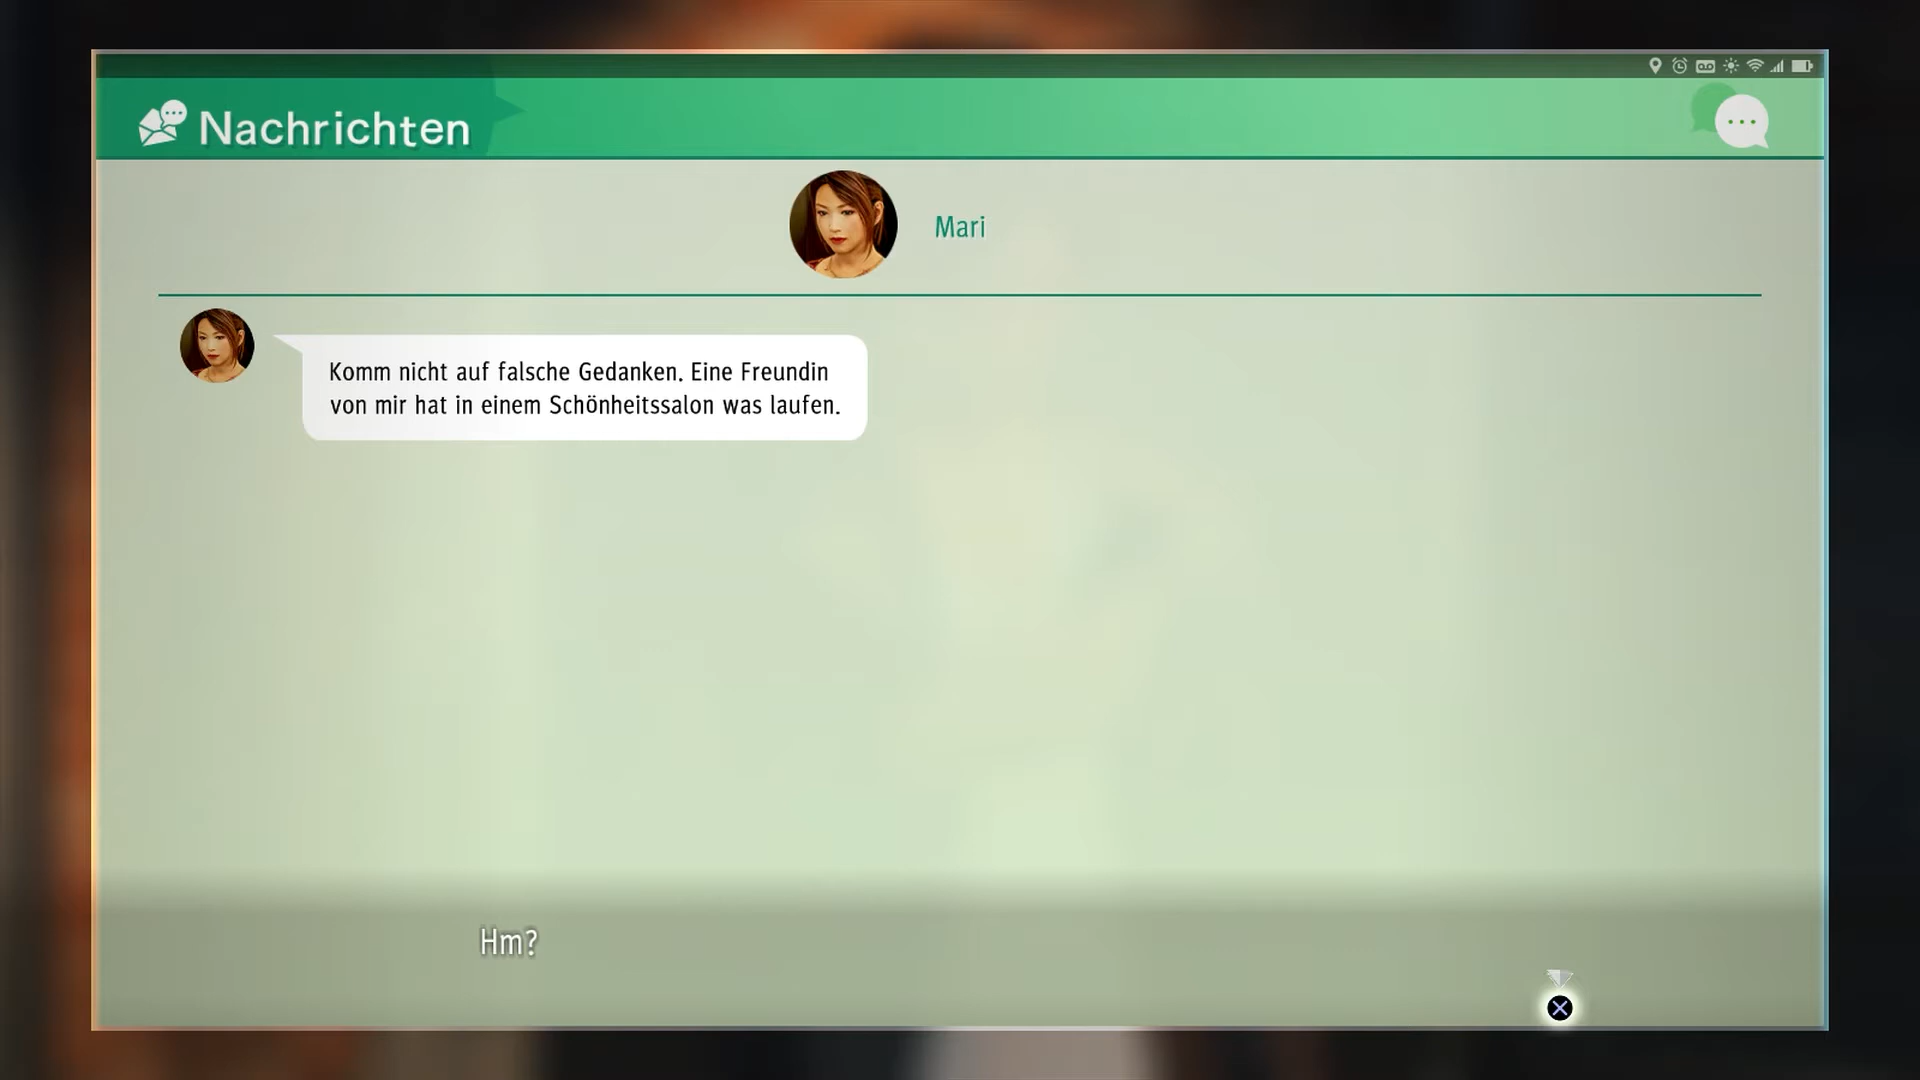 Nachrichten
Mari
Komm nicht auf falsche Gedanken. Eine Freundin
von mir hat in einem Schönheitssalon was laufen.
Hm?